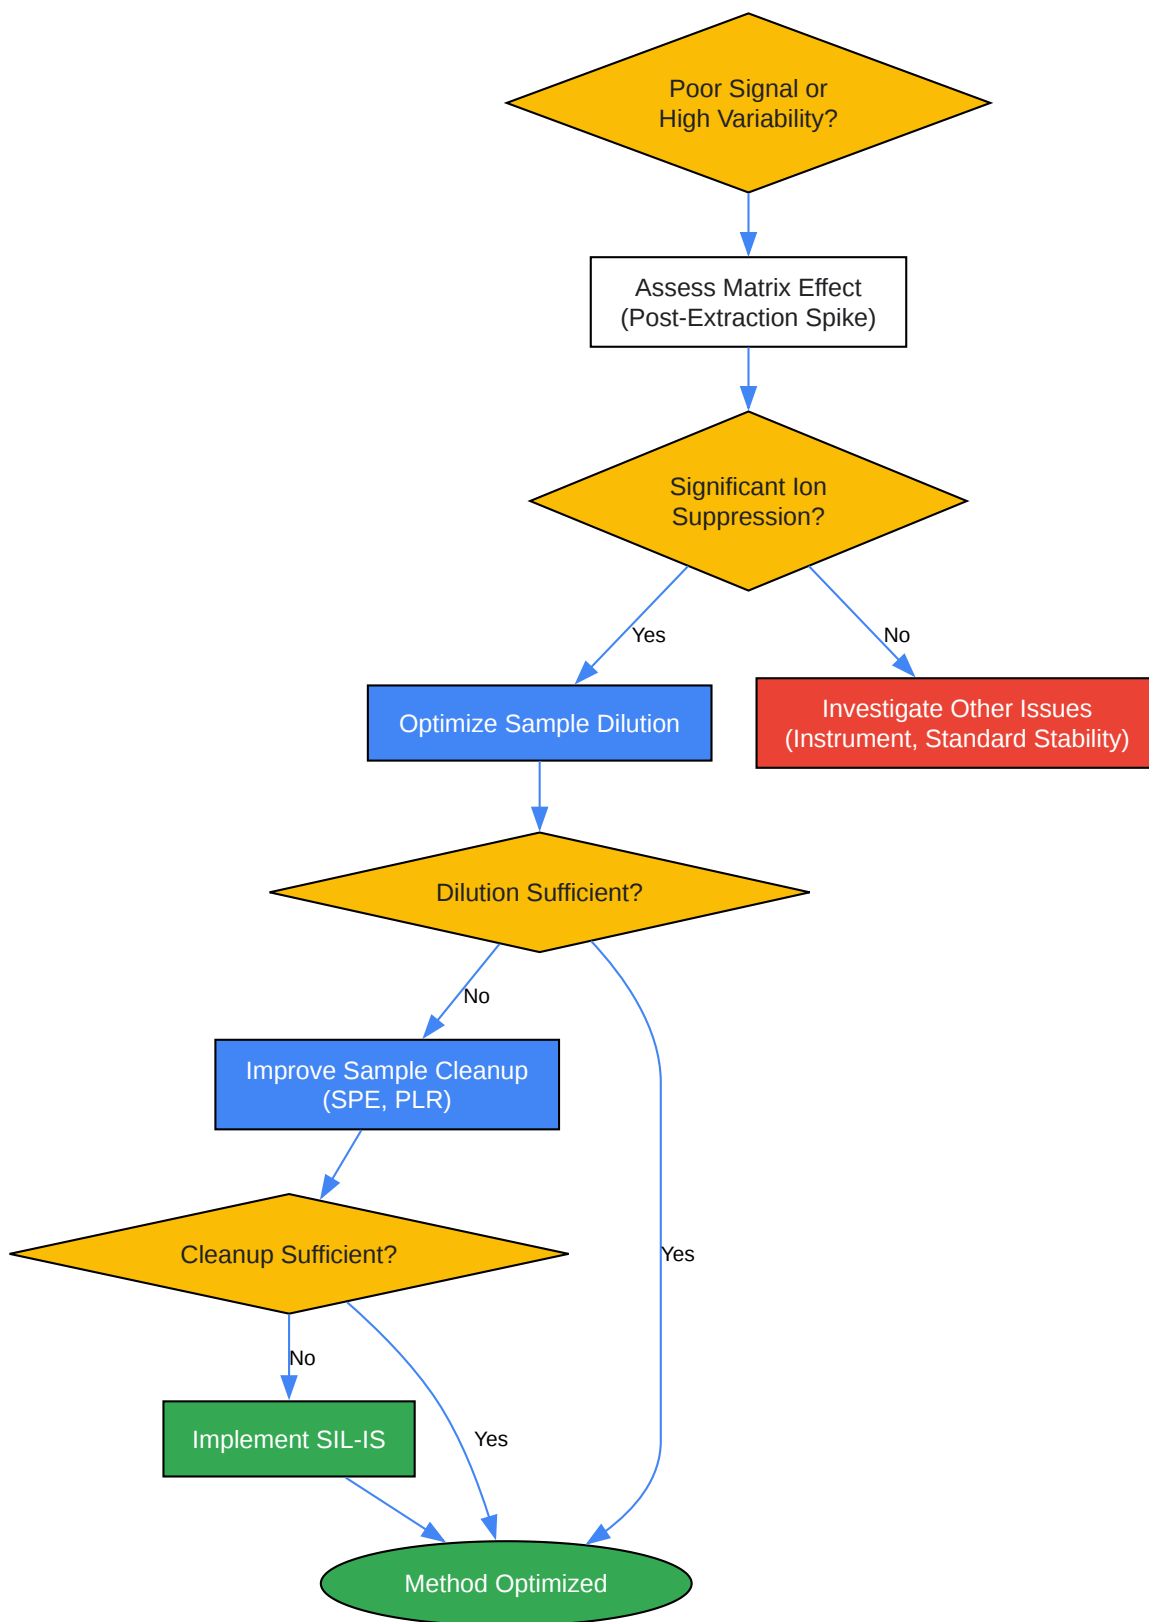 Poor Signal or
High Variability?
Assess Matrix Effect
(Post-Extraction Spike)
Significant Ion
Suppression?
Yes
No
Optimize Sample Dilution
Investigate Other Issues
(Instrument, Standard Stability)
Dilution Sufficient?
No
Improve Sample Cleanup
(SPE, PLR)
Cleanup Sufficient?
Yes
No
Implement SIL-IS
Yes
Method Optimized